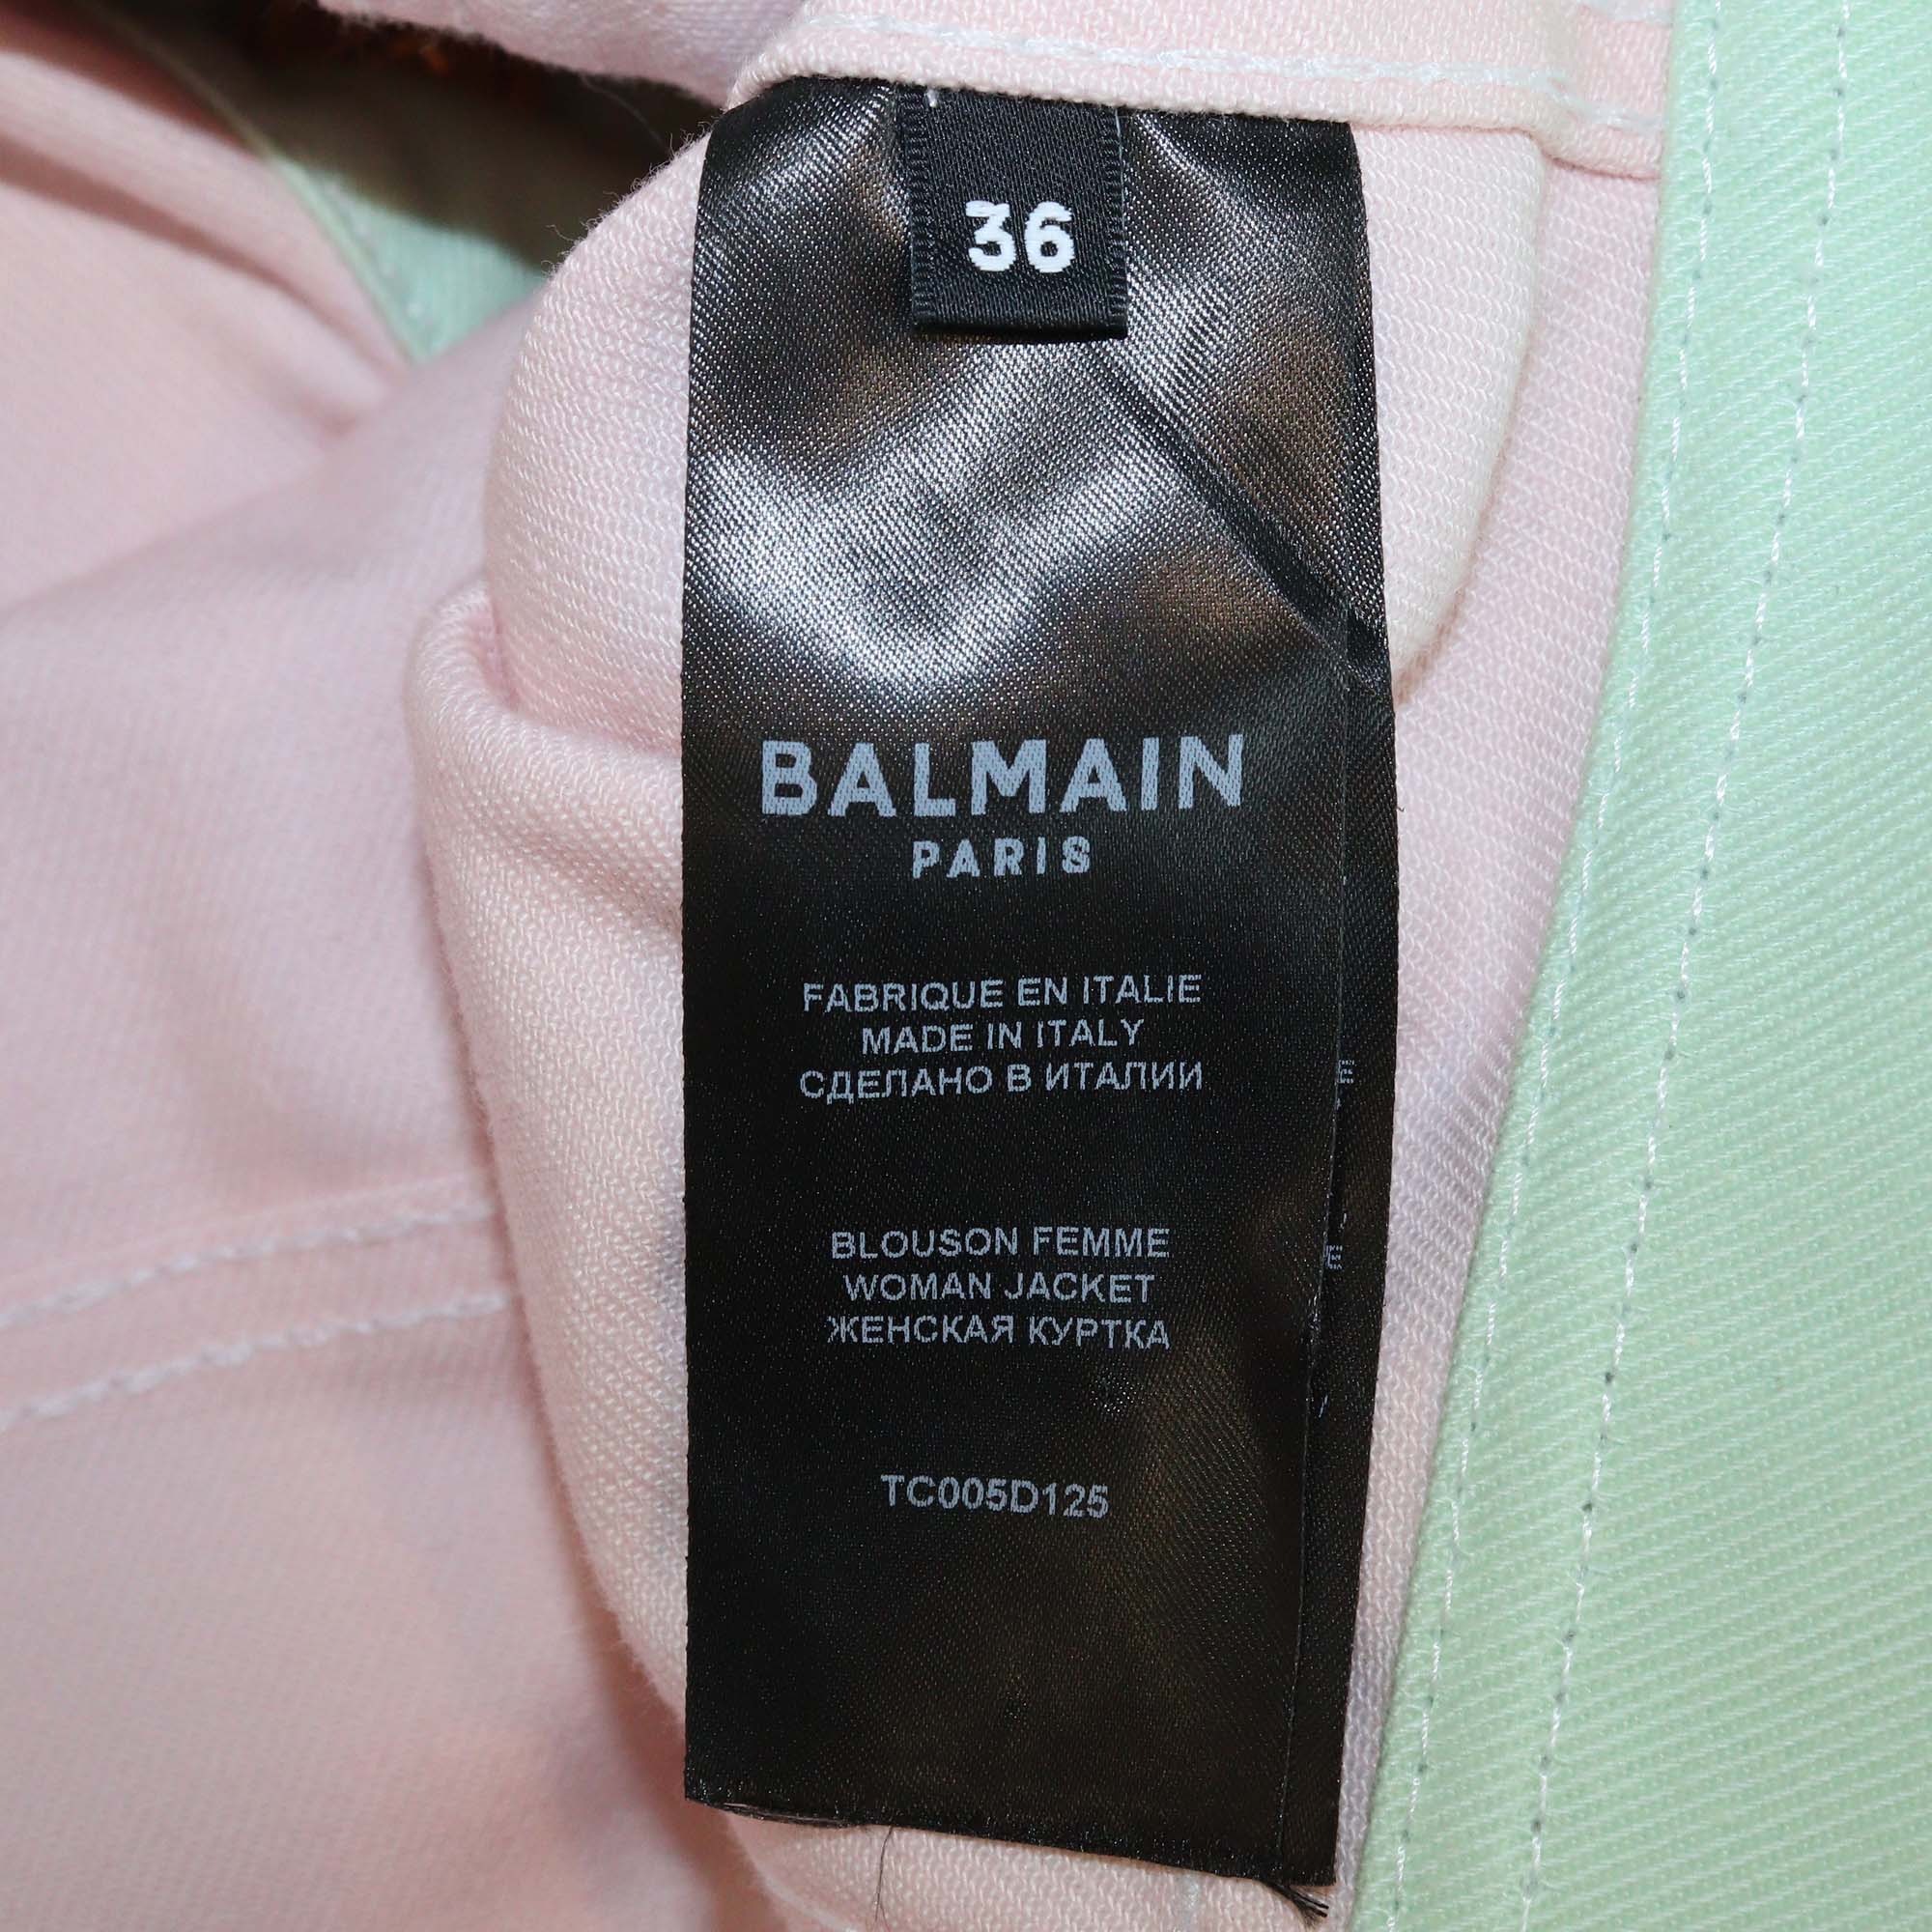 36
BALMAIN
PARIS
FABRIQUE EN ITALIE
MADE IN ITALY
СДЕЛАНО В ИТАЛИИ
BLOUSON FEMME
WOMAN JACKET
ЖЕНСКАЯ КУРТКА
TC005D125